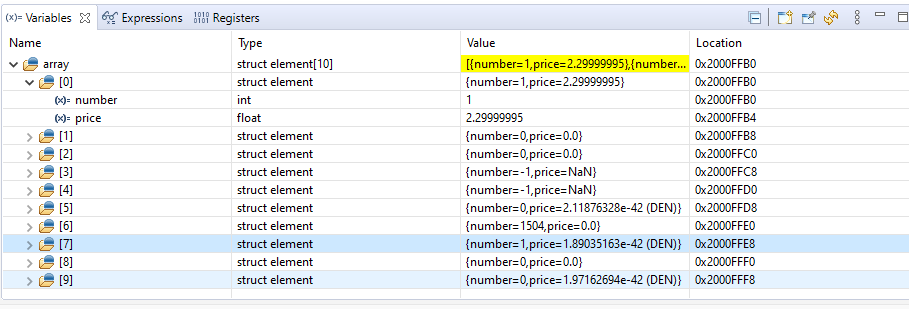 (x)= Variables Expressions 1010 0101 Registers
Name Type Value Location
array struct element[10] [{number=1,price=2.29999995},{number... 0x2000FFB0
[0] struct element {number=1,price=2.29999995} 0x2000FFB0
(x)= number int 1 0x2000FFB0
(x)= price float 2.29999995 0x2000FFB4
[1] struct element {number=0,price=0.0} 0x2000FFB8
[2] struct element {number=0,price=0.0} 0x2000FFC0
[3] struct element {number=-1,price=NaN} 0x2000FFC8
[4] struct element {number=-1,price=NaN} 0x2000FFD0
[5] struct element {number=0,price=2.11876328e-42 (DEN)} 0x2000FFD8
[6] struct element {number=1504,price=0.0} 0x2000FFE0
[7] struct element {number=1,price=1.89035163e-42 (DEN)} 0x2000FFE8
[8] struct element {number=0,price=0.0} 0x2000FFF0
[9] struct element {number=0,price=1.97162694e-42 (DEN)} 0x2000FFF8